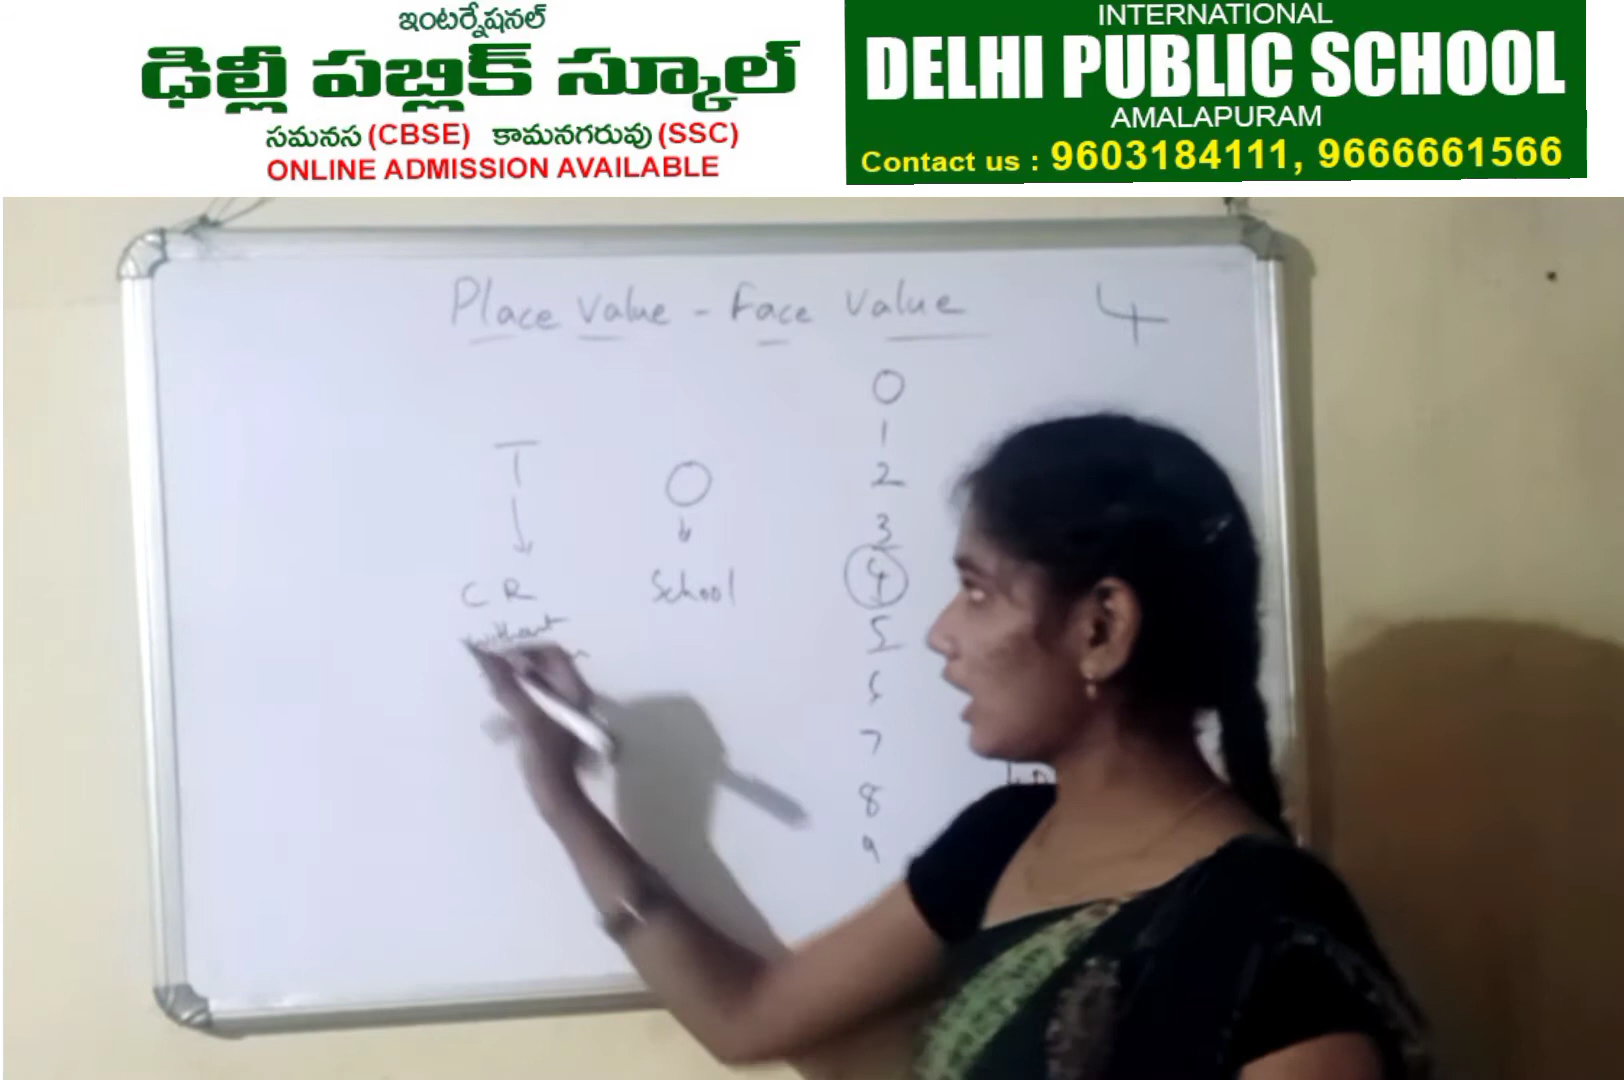 ఇంటర్నేషనల్
ఢిల్లీ పబ్లిక్ స్కూల్
సమనస (CBSE) కామనగరువు (SSC)
ONLINE ADMISSION AVAILABLE
INTERNATIONAL
DELHI PUBLIC SCHOOL
AMALAPURAM
Contact us : 9603184111, 9666661566
Place Value - Face Value
4
T
O
C R
School
without
0
1
2
3
4
5
6
7
8
9